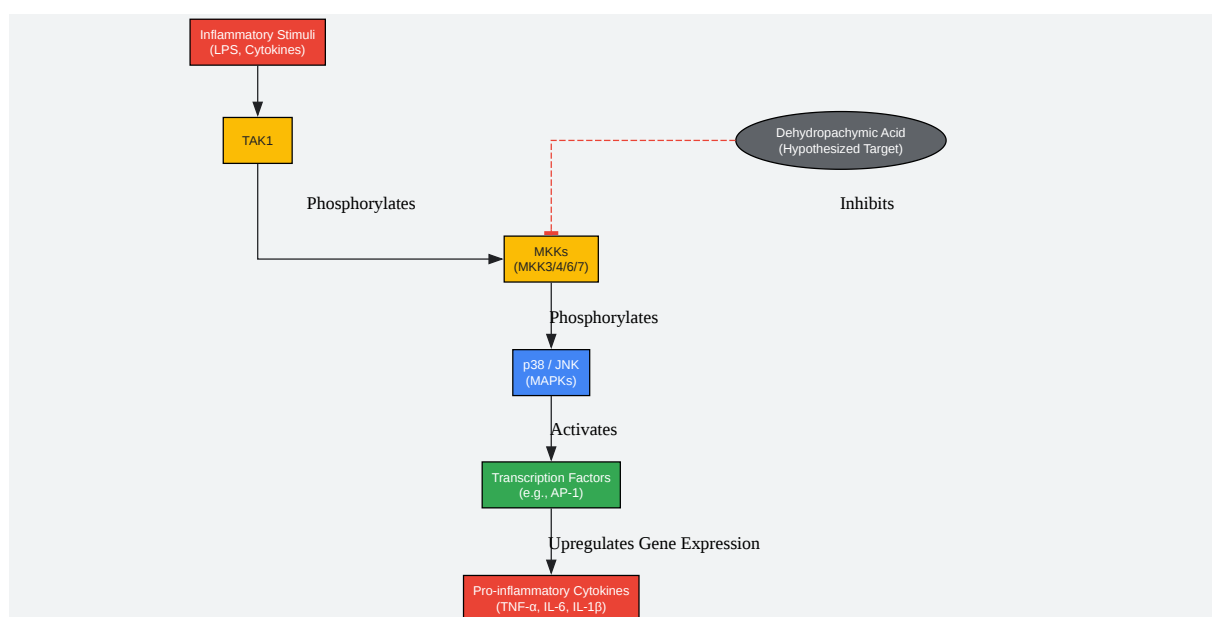 Inflammatory Stimuli
(LPS, Cytokines)
TAK1
Dehydropachymic Acid
(Hypothesized Target)
Phosphorylates
Inhibits
MKKs
(MKK3/4/6/7)
Phosphorylates
p38 / JNK
(MAPKs)
Activates
Transcription Factors
(e.g., AP-1)
Upregulates Gene Expression
Pro-inflammatory Cytokines
(TNF-α, IL-6, IL-1β)